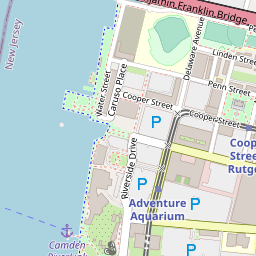 Benjamin Franklin Bridge
New Jersey
Delaware Avenue
Linden Street
Water Street
Caruso Place
Penn Street
Cooper Street
Cooper Street
P
P
Coop
Street
Rutge
Riverside Drive
P
P
Adventure
Aquarium
Camden